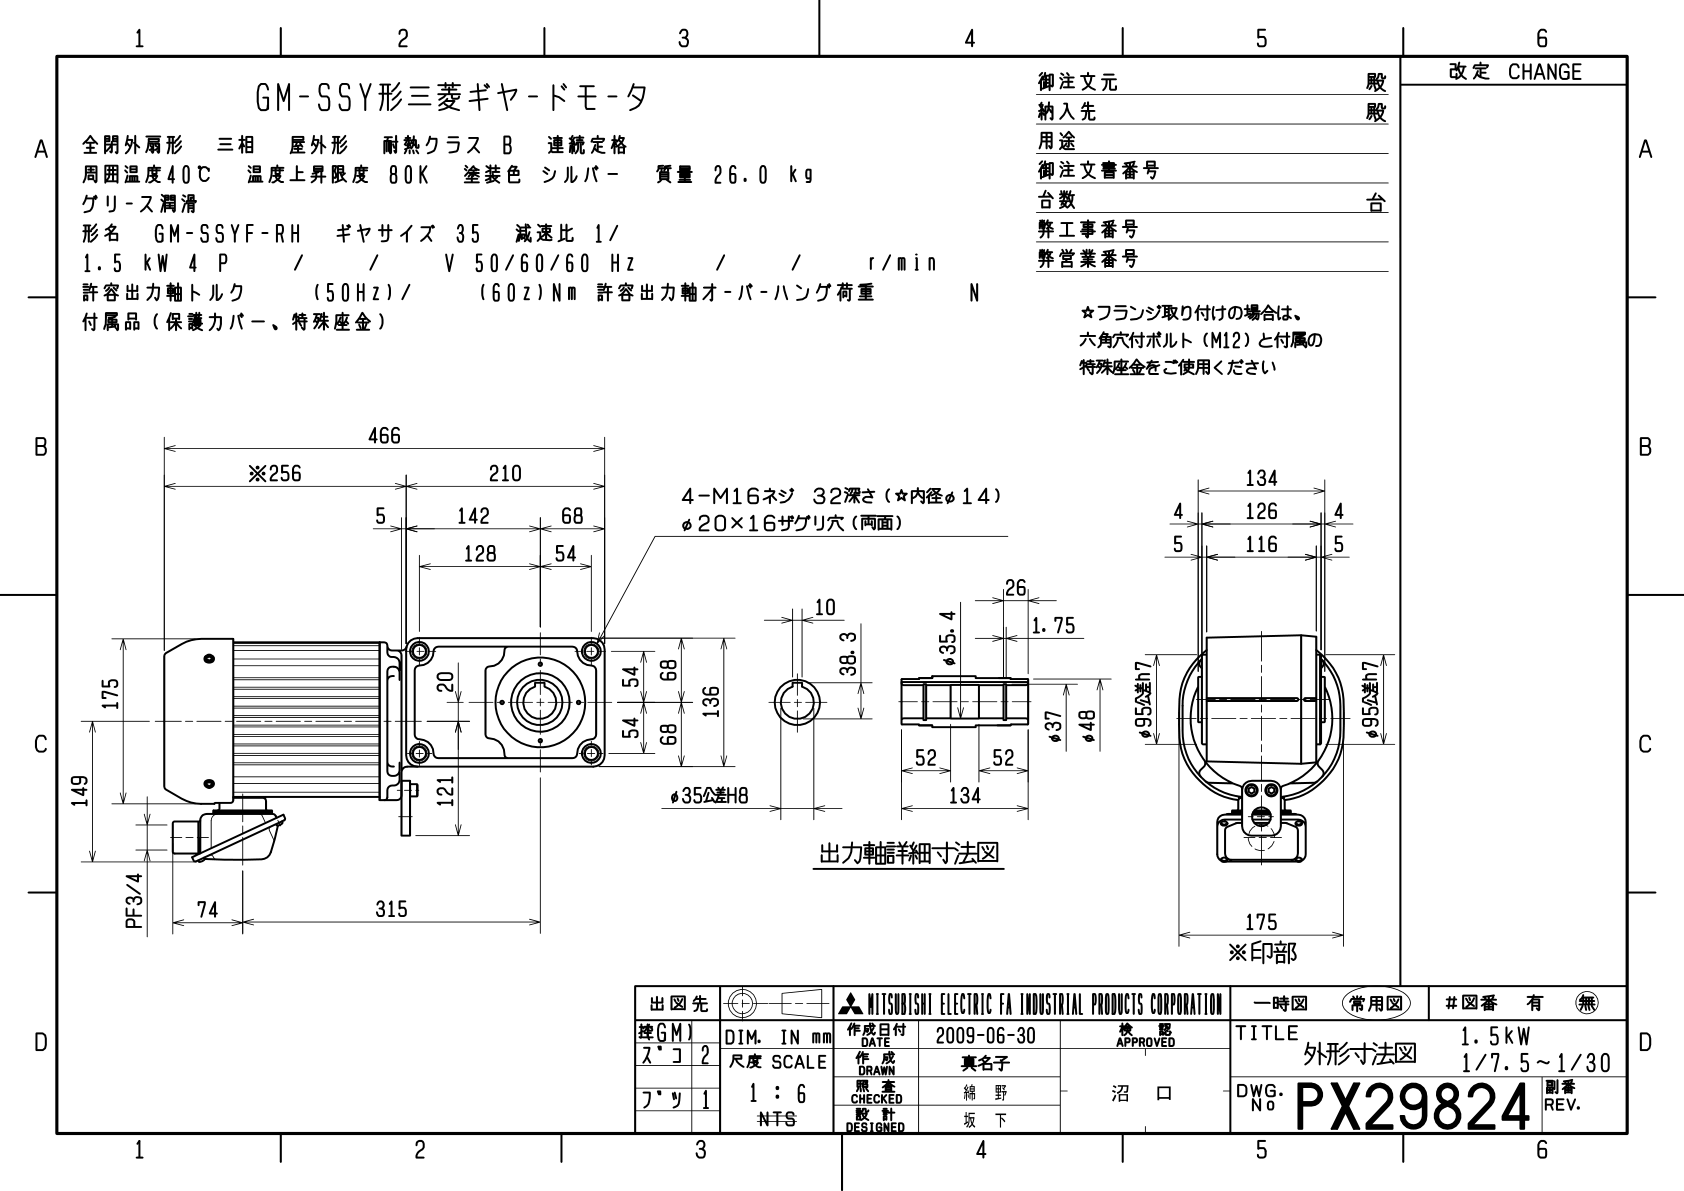 1 2 3 4 5 6
改定 CHANGE
GM-SSY形三菱ギヤードモータ
全閉外扇形 三相 屋外形 耐熱クラス B 連続定格
周囲温度40℃ 温度上昇限度 80K 塗装色 シルバー 質量 26.0 kg
グリース潤滑
形名 GM-SSYF-RH ギヤサイズ 35 減速比 1/
1.5 kW 4 P / / V 50/60/60 Hz / / r/min
許容出力軸トルク (50Hz)/ (60z)Nm 許容出力軸オーバーハング荷重 N
付属品(保護カバー、特殊座金)
御注文元 殿
納入先 殿
用途
御注文書番号
台数 台
弊工事番号
弊営業番号
☆フランジ取り付けの場合は、
六角穴付ボルト(M12)と付属の
特殊座金をご使用ください
A A
B B
C C
D D
466
※256 210
5 142 68
128 54
4-M16ネジ 32深さ(☆内径φ14)
φ20×16ザグリ穴(両面)
175
149
20
121
54
54
68
68
136
PF3/4
74 315
10
38.3
φ35公差H8
26
1.75
φ35.4
φ37
φ48
52 52
134
出力軸詳細寸法図
134
4 126 4
5 116 5
φ95公差h7
φ95公差h7
175
※印部
出図先
GM)
ズコ 2
ブツ 1
DIM. IN mm
尺度 SCALE
1 : 6
NTS
MITSUBISHI ELECTRIC FA INDUSTRIAL PRODUCTS CORPORATION
作成日付 DATE 2009-06-30
作成 DRAWN 真名子
照査 CHECKED 綿野
設計 DESIGNED 坂下
検認 APPROVED
沼口
一時図 常用図 #図番 有 無
TITLE 外形寸法図
1.5kW
1/7.5~1/30
DWG. No PX29824
副番 REV.
1 2 3 4 5 6